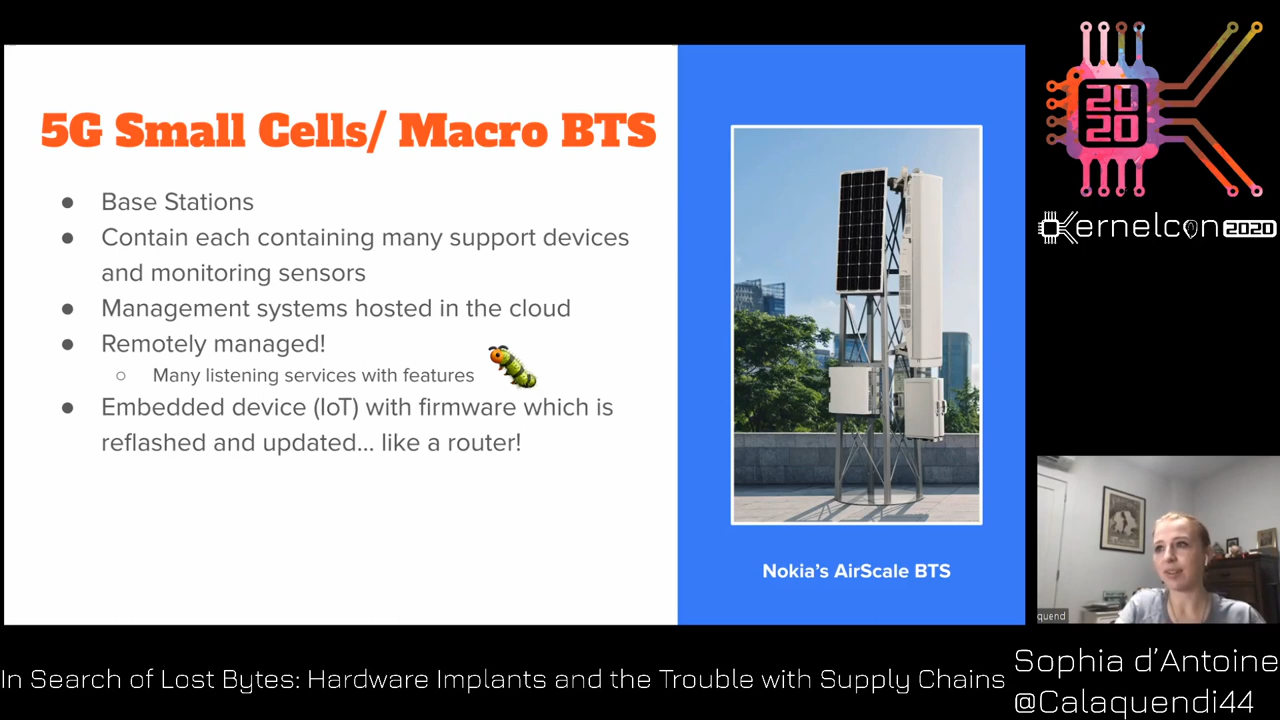 5G Small Cells/ Macro BTS
● Base Stations
● Contain each containing many support devices
and monitoring sensors
● Management systems hosted in the cloud
● Remotely managed!
○ Many listening services with features
● Embedded device (IoT) with firmware which is
reflashed and updated... like a router!
Nokia's AirScale BTS
20
20
Kernelcon 2020
quend
In Search of Lost Bytes: Hardware Implants and the Trouble with Supply Chains
Sophia d'Antoine
@Calaquendi44